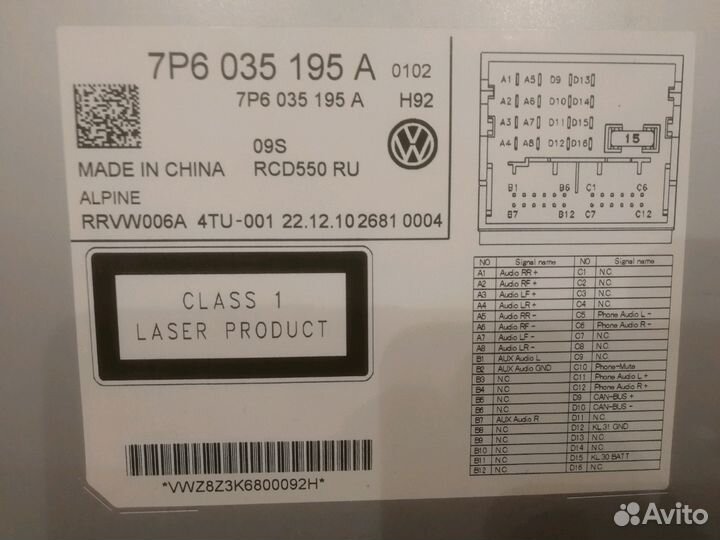 7P6 035 195 A 0102
7P6 035 195 A H92
09S
MADE IN CHINA RCD550 RU
ALPINE
RRVW006A 4TU-001 22.12.10 2681 0004
CLASS 1
LASER PRODUCT
*VWZ8Z3K6800092H*
A1 A5 D9 D13
A2 A6 D10 D14
A3 A7 D11 D15
A4 A8 D12 D16
15
B1 B6 C1 C6
B7 B12 C7 C12
NO Signal name NO Signal name
A1 Audio RR + C1 N.C.
A2 Audio RF + C2 N.C.
A3 Audio LF + C3 N.C.
A4 Audio LR + C4 N.C.
A5 Audio RR - C5 Phone Audio L -
A6 Audio RF - C6 Phone Audio R -
A7 Audio LF - C7 N.C.
A8 Audio LR - C8 N.C.
B1 AUX Audio L C9 N.C.
B2 AUX Audio GND C10 Phone-Mute
B3 N.C. C11 Phone Audio L +
B4 N.C. C12 Phone Audio R +
B5 N.C. D9 CAN-BUS +
B6 N.C. D10 CAN-BUS -
B7 AUX Audio R D11 N.C.
B8 N.C. D12 KL 31 GND
B9 N.C. D13 N.C.
B10 N.C. D14 N.C.
B11 N.C. D15 KL 30 BATT
B12 N.C. D16 N.C.
Avito